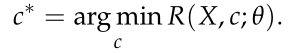 c* = arg min R(X, c; θ).
c